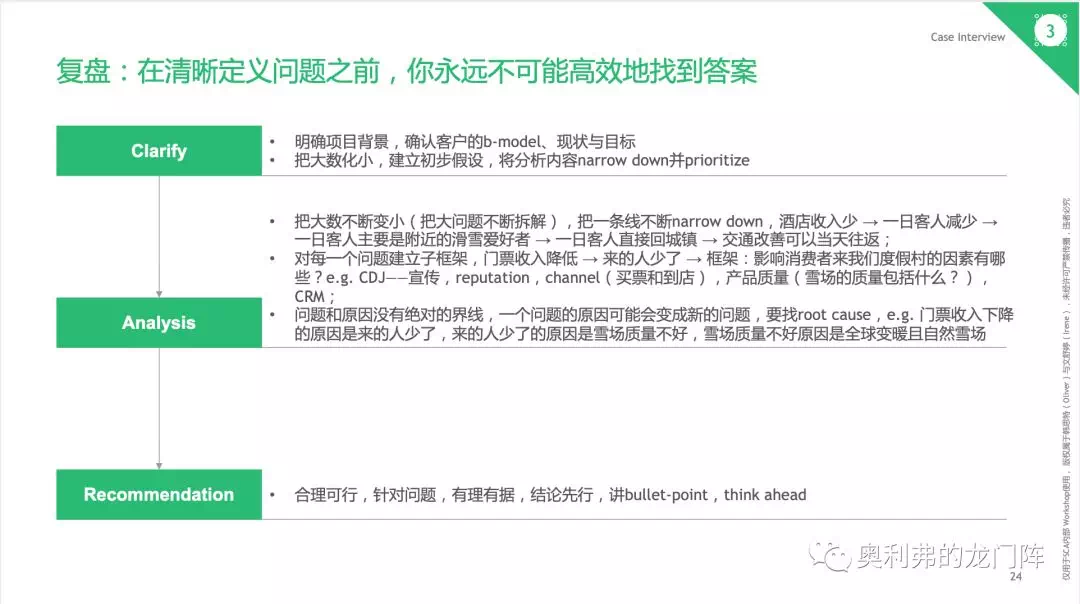 Case Interview
3
复盘：在清晰定义问题之前，你永远不可能高效地找到答案
Clarify
• 明确项目背景，确认客户的b-model、现状与目标
• 把大数化小，建立初步假设，将分析内容narrow down并prioritize
Analysis
• 把大数不断变小（把大问题不断拆解），把一条线不断narrow down，酒店收入少 → 一日客人减少 →
一日客人主要是附近的滑雪爱好者 → 一日客人直接回城镇 → 交通改善可以当天往返；
• 对每一个问题建立子框架，门票收入降低 → 来的人少了 → 框架：影响消费者来我们度假村的因素有哪
些？e.g. CDJ——宣传，reputation，channel（买票和到店），产品质量（雪场的质量包括什么？），
CRM；
• 问题和原因没有绝对的界线，一个问题的原因可能会变成新的问题，要找root cause，e.g. 门票收入下降
的原因是来的人少了，来的人少了的原因是雪场质量不好，雪场质量不好原因是全球变暖且自然雪场
Recommendation
• 合理可行，针对问题，有理有据，结论先行，讲bullet-point，think ahead
仅用于SCA内部 Workshop使用，版权属于韩思特（Oliver）与文舒婷（Irene），未经许可严禁传播，违者必究
奥利弗的龙门阵
24